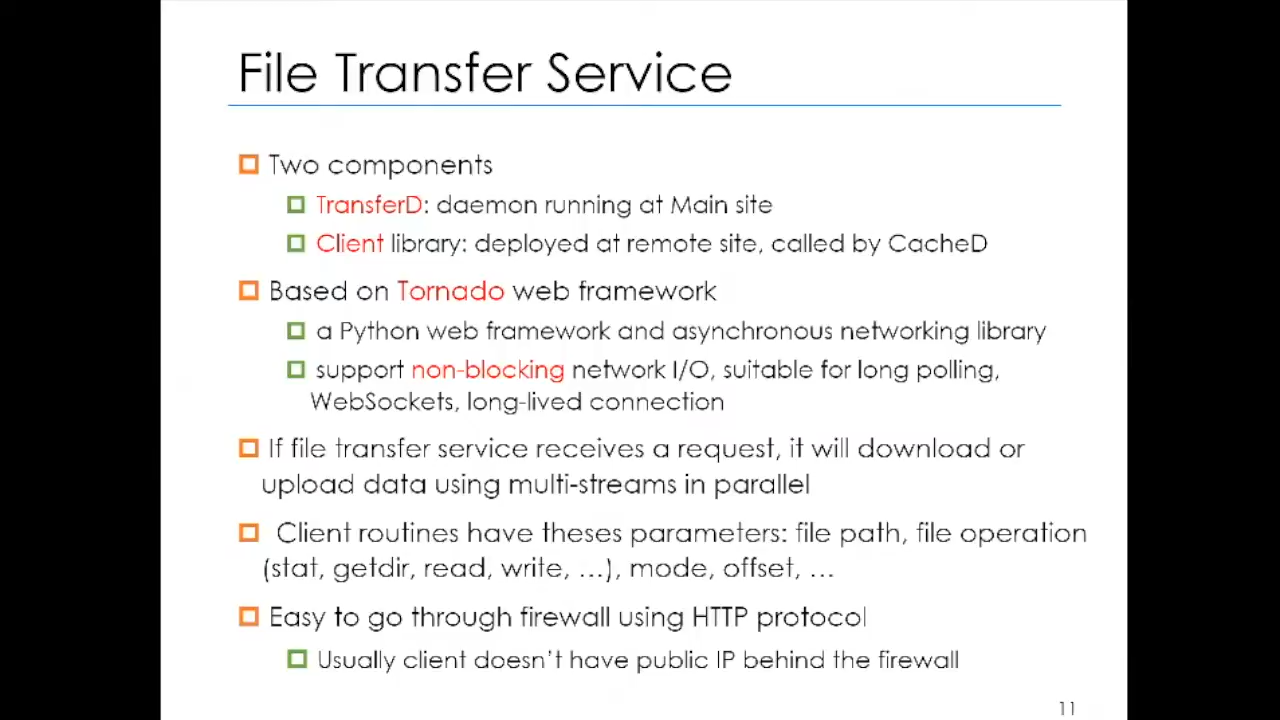 File Transfer Service
Two components
TransferD: daemon running at Main site
Client library: deployed at remote site, called by CacheD
Based on Tornado web framework
a Python web framework and asynchronous networking library
support non-blocking network I/O, suitable for long polling,
WebSockets, long-lived connection
If file transfer service receives a request, it will download or
upload data using multi-streams in parallel
Client routines have theses parameters: file path, file operation
(stat, getdir, read, write, …), mode, offset, …
Easy to go through firewall using HTTP protocol
Usually client doesn't have public IP behind the firewall
11